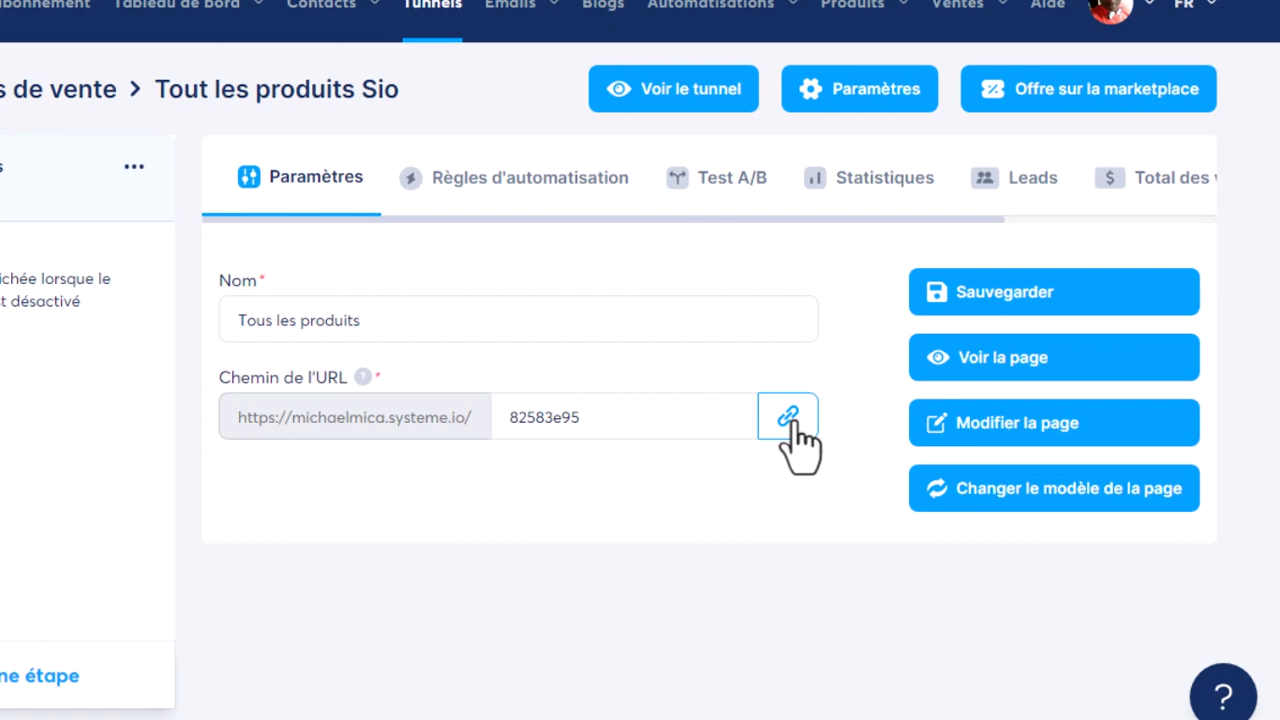 Tableau de bord Contacts Tunnels Emails Blogs Automatisations Produits Ventes Aide FR
s de vente > Tout les produits Sio
Voir le tunnel
Paramètres
Offre sur la marketplace
s
...
Paramètres
Règles d'automatisation
Test A/B
Statistiques
Leads
$ Total des v
ichée lorsque le
t désactivé
Nom*
Tous les produits
Chemin de l'URL ? *
https://michaelmica.systeme.io/ 82583e95
Sauvegarder
Voir la page
Modifier la page
Changer le modèle de la page
ne étape
?